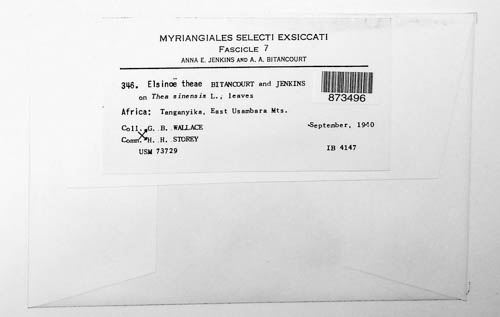 MYRIANGIALES SELECTI EXSICCATI
FASCICLE 7
ANNA E. JENKINS AND A. A. BITANCOURT
346. Elsinoë theae BITANCOURT and JENKINS
on Thea sinensis L., leaves
873496
Africa: Tanganyika, East Usambara Mts.
Coll. G. B. WALLACE
September, 1940
Comm. H. H. STOREY
USM 73729
IB 4147